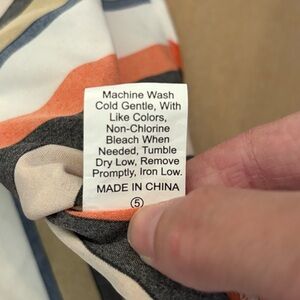 Machine Wash
Cold Gentle, With
Like Colors,
Non-Chlorine
Bleach When
Needed, Tumble
Dry Low, Remove
Promptly, Iron Low.
MADE IN CHINA
5